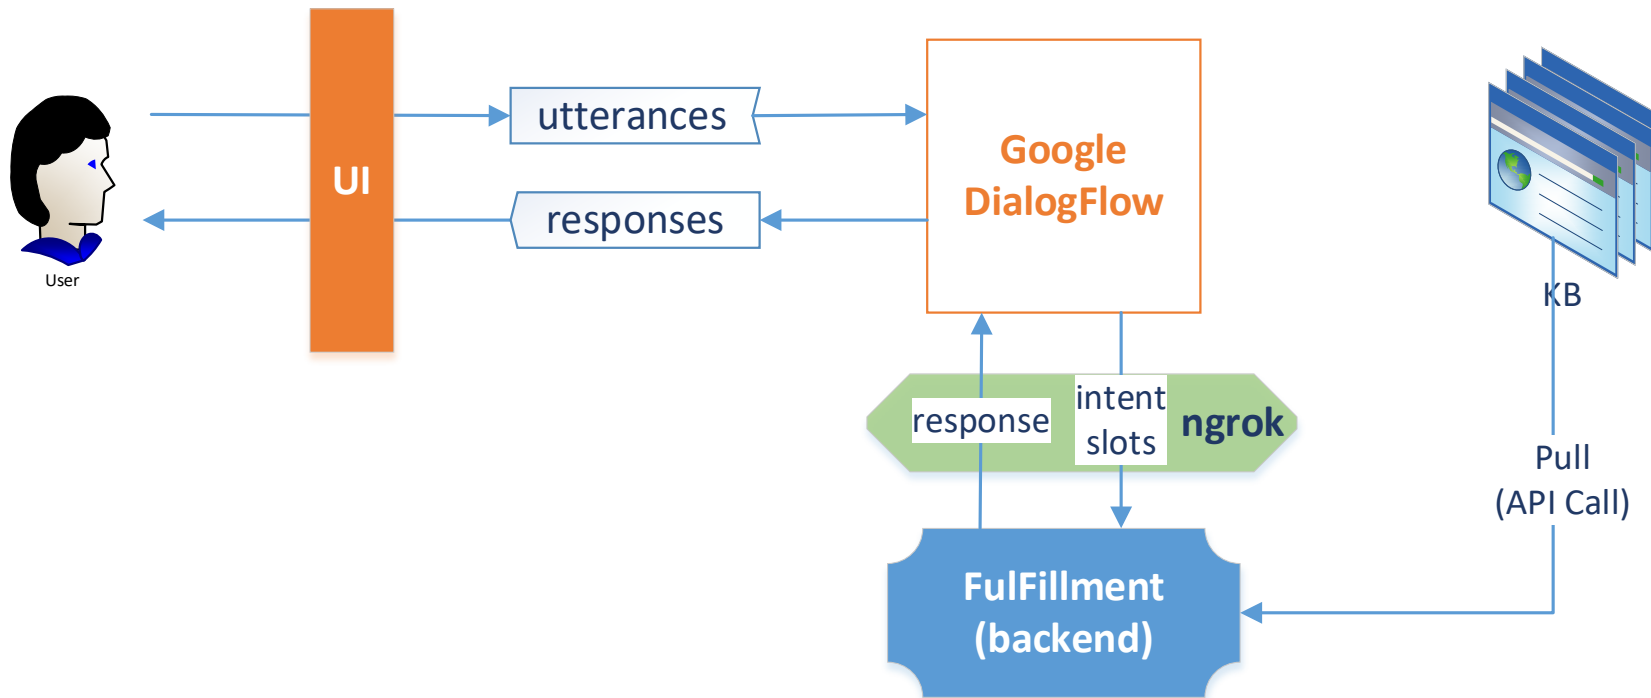 User
UI
utterances
responses
Google
DialogFlow
KB
response
intent
slots
ngrok
Pull
(API Call)
FulFillment
(backend)